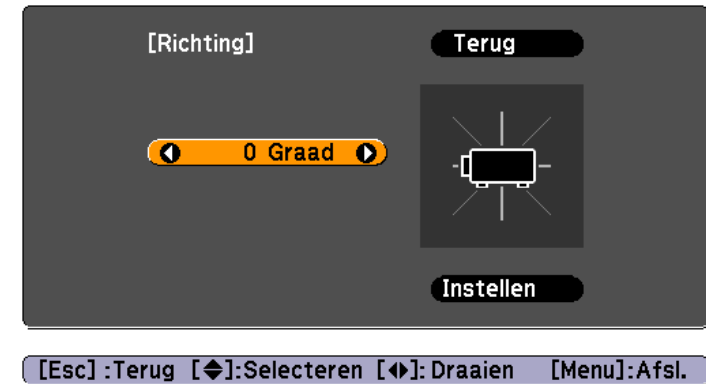 [Richting] Terug
0 Graad
Instellen
[Esc] :Terug [◆]:Selecteren [◀▶]:Draaien [Menu]:Afsl.